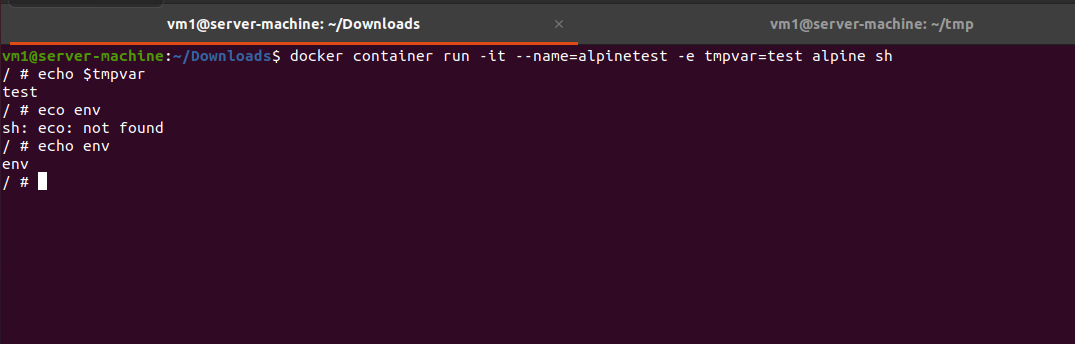 vm1@server-machine: ~/Downloads × vm1@server-machine: ~/tmp
vm1@server-machine:~/Downloads$ docker container run -it --name=alpinetest -e tmpvar=test alpine sh
/ # echo $tmpvar
test
/ # eco env
sh: eco: not found
/ # echo env
env
/ #